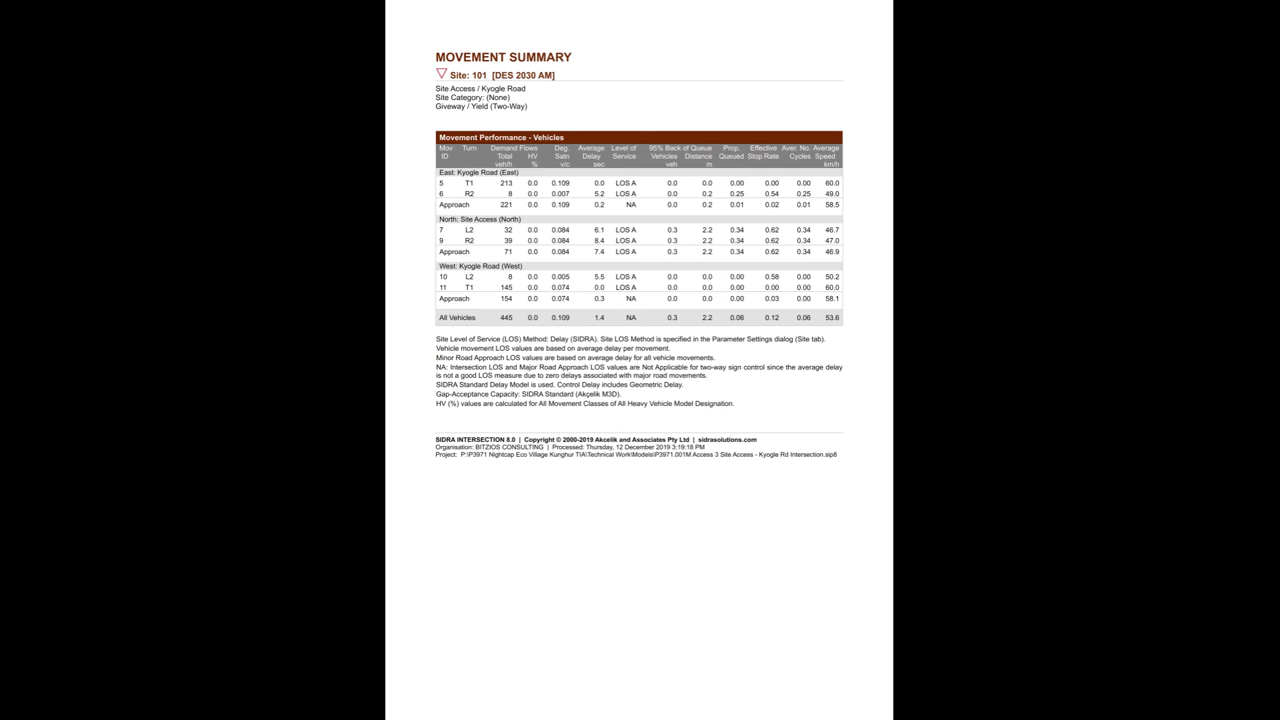 MOVEMENT SUMMARY
Site: 101 [DES 2030 AM]
Site Access / Kyogle Road
Site Category: (None)
Giveway / Yield (Two-Way)
Movement Performance - Vehicles
Mov Turn Demand Flows Deg. Average Level of 95% Back of Queue Prop. Effective Aver. No. Average
ID Total HV Satn Delay Service Vehicles Distance Queued Stop Rate Cycles Speed
veh/h % v/c sec veh m km/h
East: Kyogle Road (East)
5 T1 213 0.0 0.109 0.0 LOS A 0.0 0.0 0.00 0.00 0.00 60.0
6 R2 8 0.0 0.007 5.2 LOS A 0.0 0.2 0.25 0.54 0.25 49.0
Approach 221 0.0 0.109 0.2 NA 0.0 0.2 0.01 0.02 0.01 58.5
North: Site Access (North)
7 L2 32 0.0 0.084 6.1 LOS A 0.3 2.2 0.34 0.62 0.34 46.7
9 R2 39 0.0 0.084 8.4 LOS A 0.3 2.2 0.34 0.62 0.34 47.0
Approach 71 0.0 0.084 7.4 LOS A 0.3 2.2 0.34 0.62 0.34 46.9
West: Kyogle Road (West)
10 L2 8 0.0 0.005 5.5 LOS A 0.0 0.0 0.00 0.58 0.00 50.2
11 T1 145 0.0 0.074 0.0 LOS A 0.0 0.0 0.00 0.00 0.00 60.0
Approach 154 0.0 0.074 0.3 NA 0.0 0.0 0.00 0.03 0.00 58.1
All Vehicles 445 0.0 0.109 1.4 NA 0.3 2.2 0.06 0.12 0.06 53.6
Site Level of Service (LOS) Method: Delay (SIDRA). Site LOS Method is specified in the Parameter Settings dialog (Site tab).
Vehicle movement LOS values are based on average delay per movement.
Minor Road Approach LOS values are based on average delay for all vehicle movements.
NA: Intersection LOS and Major Road Approach LOS values are Not Applicable for two-way sign control since the average delay
is not a good LOS measure due to zero delays associated with major road movements.
SIDRA Standard Delay Model is used. Control Delay includes Geometric Delay.
Gap-Acceptance Capacity: SIDRA Standard (Akçelik M3D).
HV (%) values are calculated for All Movement Classes of All Heavy Vehicle Model Designation.
SIDRA INTERSECTION 8.0 | Copyright © 2000-2019 Akcelik and Associates Pty Ltd | sidrasolutions.com
Organisation: BITZIOS CONSULTING | Processed: Thursday, 12 December 2019 3:19:18 PM
Project: P:\P3971 Nightcap Eco Village Kunghur TIA\Technical Work\Models\P3971.001M Access 3 Site Access - Kyogle Rd Intersection.sip8